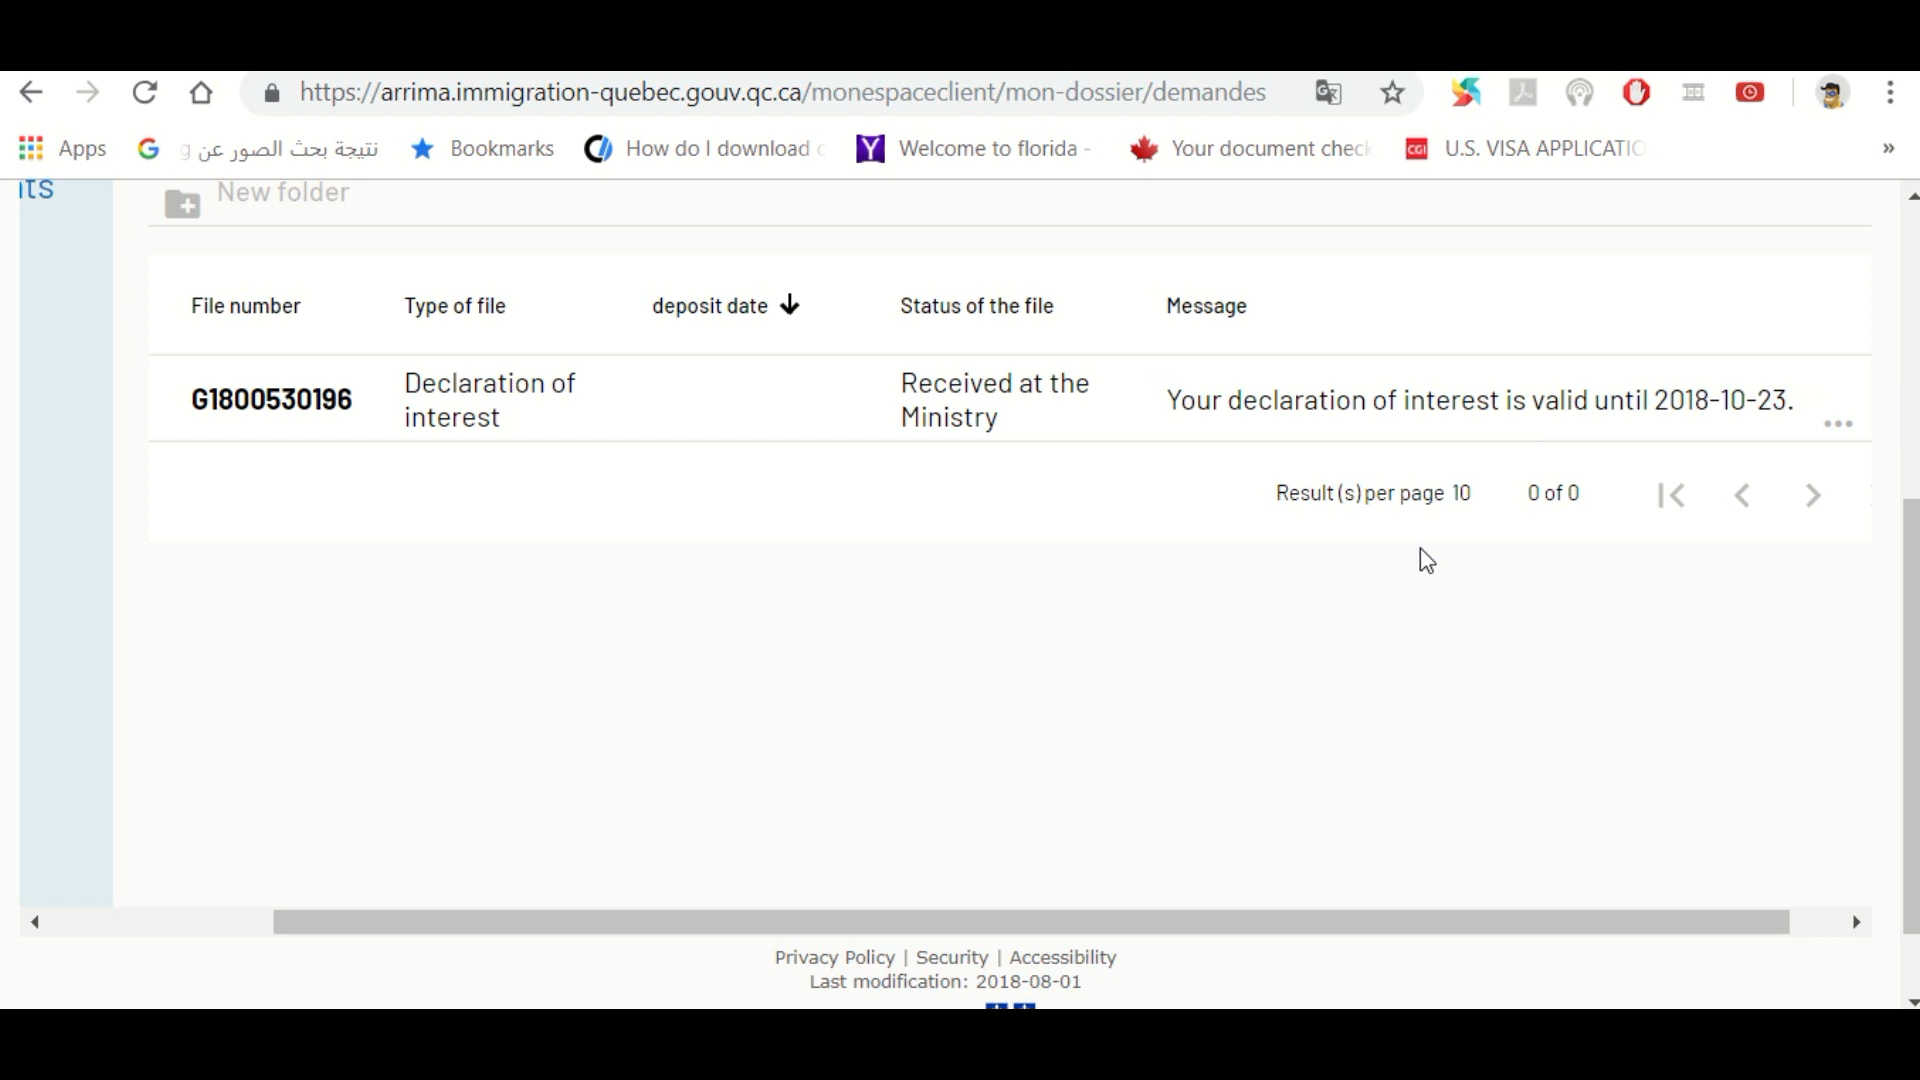 https://arrima.immigration-quebec.gouv.qc.ca/monespaceclient/mon-dossier/demandes
Apps
نتيجة بحث الصور عن g
Bookmarks
How do I download
Welcome to florida -
Your document check
CGI
U.S. VISA APPLICATIO
»
New folder
File number Type of file deposit date Status of the file Message
G1800530196
Declaration of
interest
Received at the
Ministry
Your declaration of interest is valid until 2018-10-23.
Result(s) per page 10 0 of 0
Privacy Policy | Security | Accessibility
Last modification: 2018-08-01